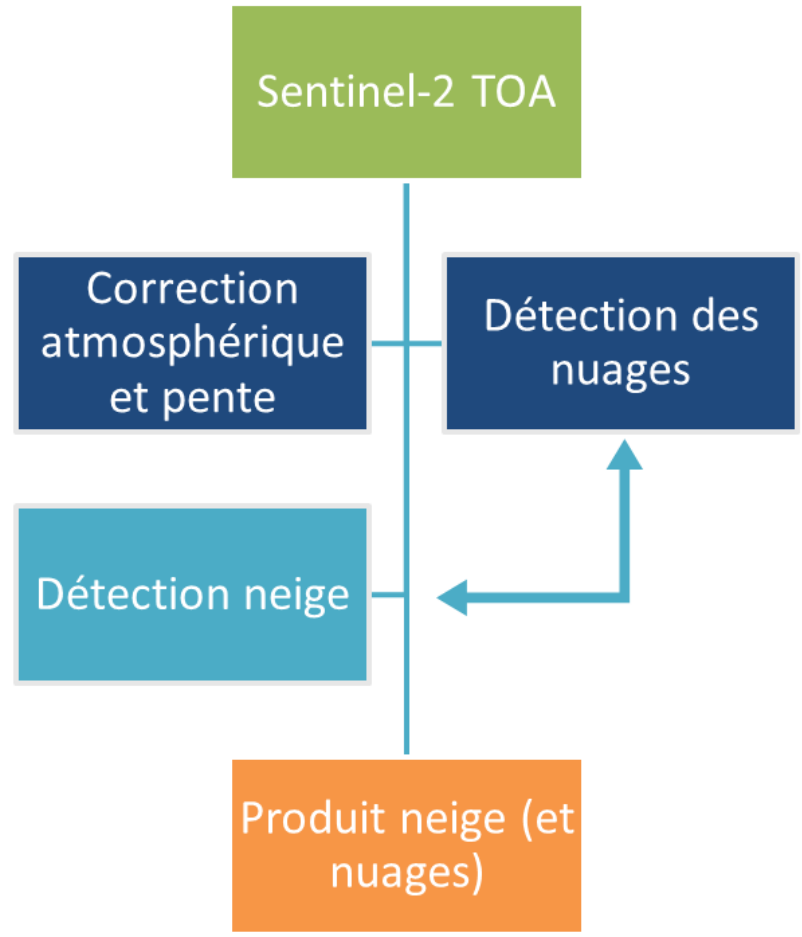 Sentinel-2 TOA
Correction
atmosphérique
et pente
Détection des
nuages
Détection neige
Produit neige (et
nuages)